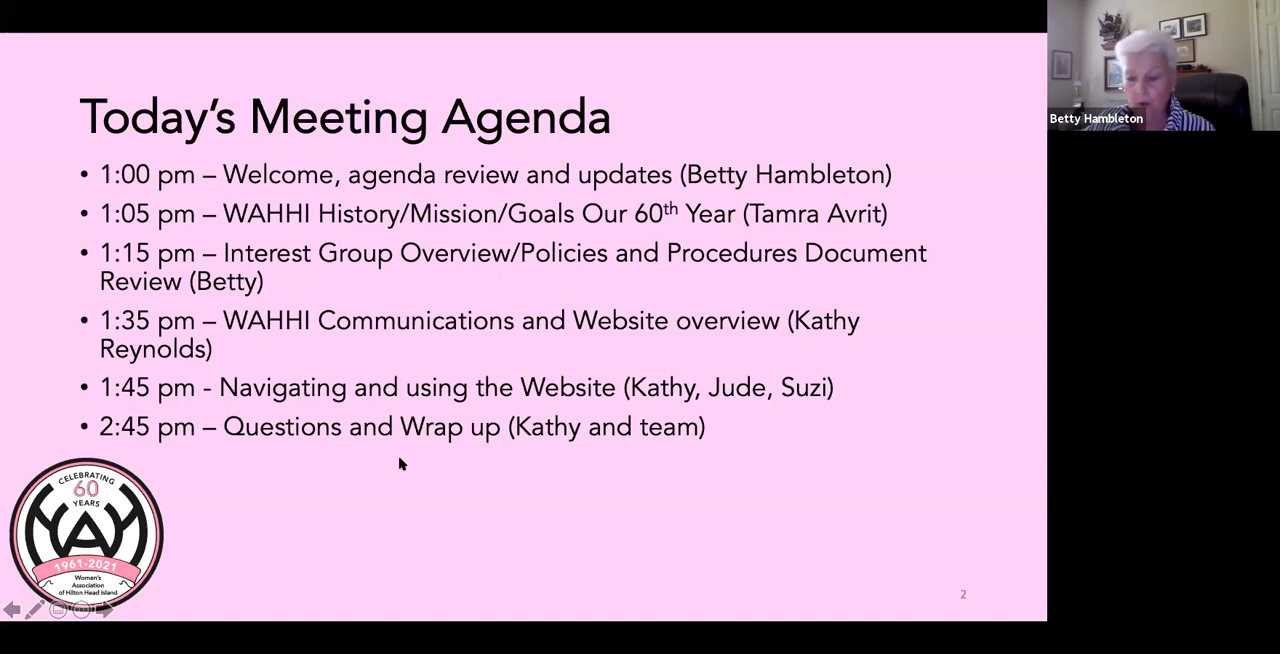 Today's Meeting Agenda
• 1:00 pm – Welcome, agenda review and updates (Betty Hambleton)
• 1:05 pm – WAHHI History/Mission/Goals Our 60th Year (Tamra Avrit)
• 1:15 pm – Interest Group Overview/Policies and Procedures Document
Review (Betty)
• 1:35 pm – WAHHI Communications and Website overview (Kathy
Reynolds)
• 1:45 pm - Navigating and using the Website (Kathy, Jude, Suzi)
• 2:45 pm – Questions and Wrap up (Kathy and team)
CELEBRATING
60
YEARS
1961-2021
Women's
Association
of Hilton Head Island
2
Betty Hambleton